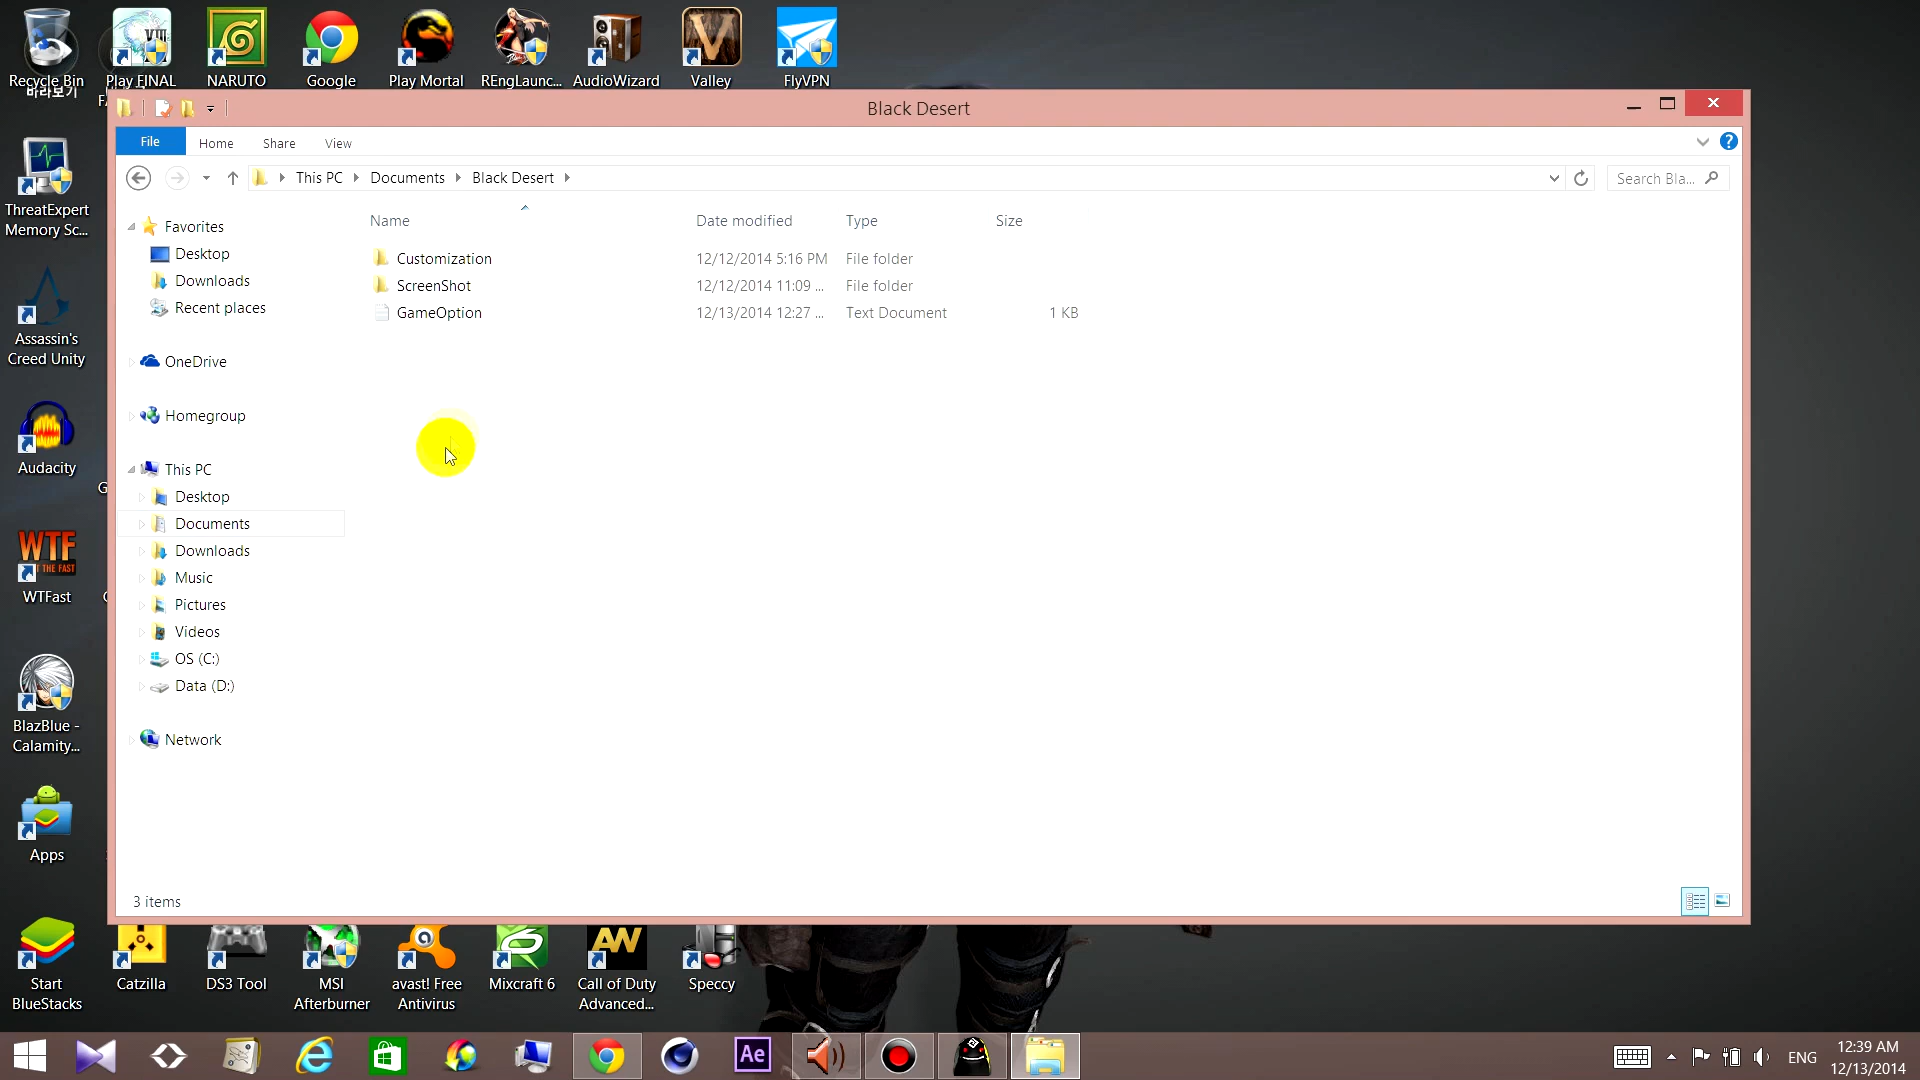 Recycle Bin
바라보기
Play FINAL
NARUTO
Google
Play Mortal
REngLaunc...
AudioWizard
Valley
FlyVPN
Black Desert
File
Home
Share
View
This PC
Documents
Black Desert
Search Bla...
Name
Date modified
Type
Size
Customization
12/12/2014 5:16 PM
File folder
ScreenShot
12/12/2014 11:09 ...
File folder
GameOption
12/13/2014 12:27 ...
Text Document
1 KB
Favorites
Desktop
Downloads
Recent places
OneDrive
Homegroup
This PC
Desktop
Documents
Downloads
Music
Pictures
Videos
OS (C:)
Data (D:)
Network
3 items
ThreatExpert
Memory Sc...
Assassin's
Creed Unity
Audacity
WTF
WTFast
BlazBlue -
Calamity...
Apps
Start
BlueStacks
Catzilla
DS3 Tool
MSI
Afterburner
avast! Free
Antivirus
Mixcraft 6
AW
Call of Duty
Advanced...
Speccy
Ae
ENG
12:39 AM
12/13/2014